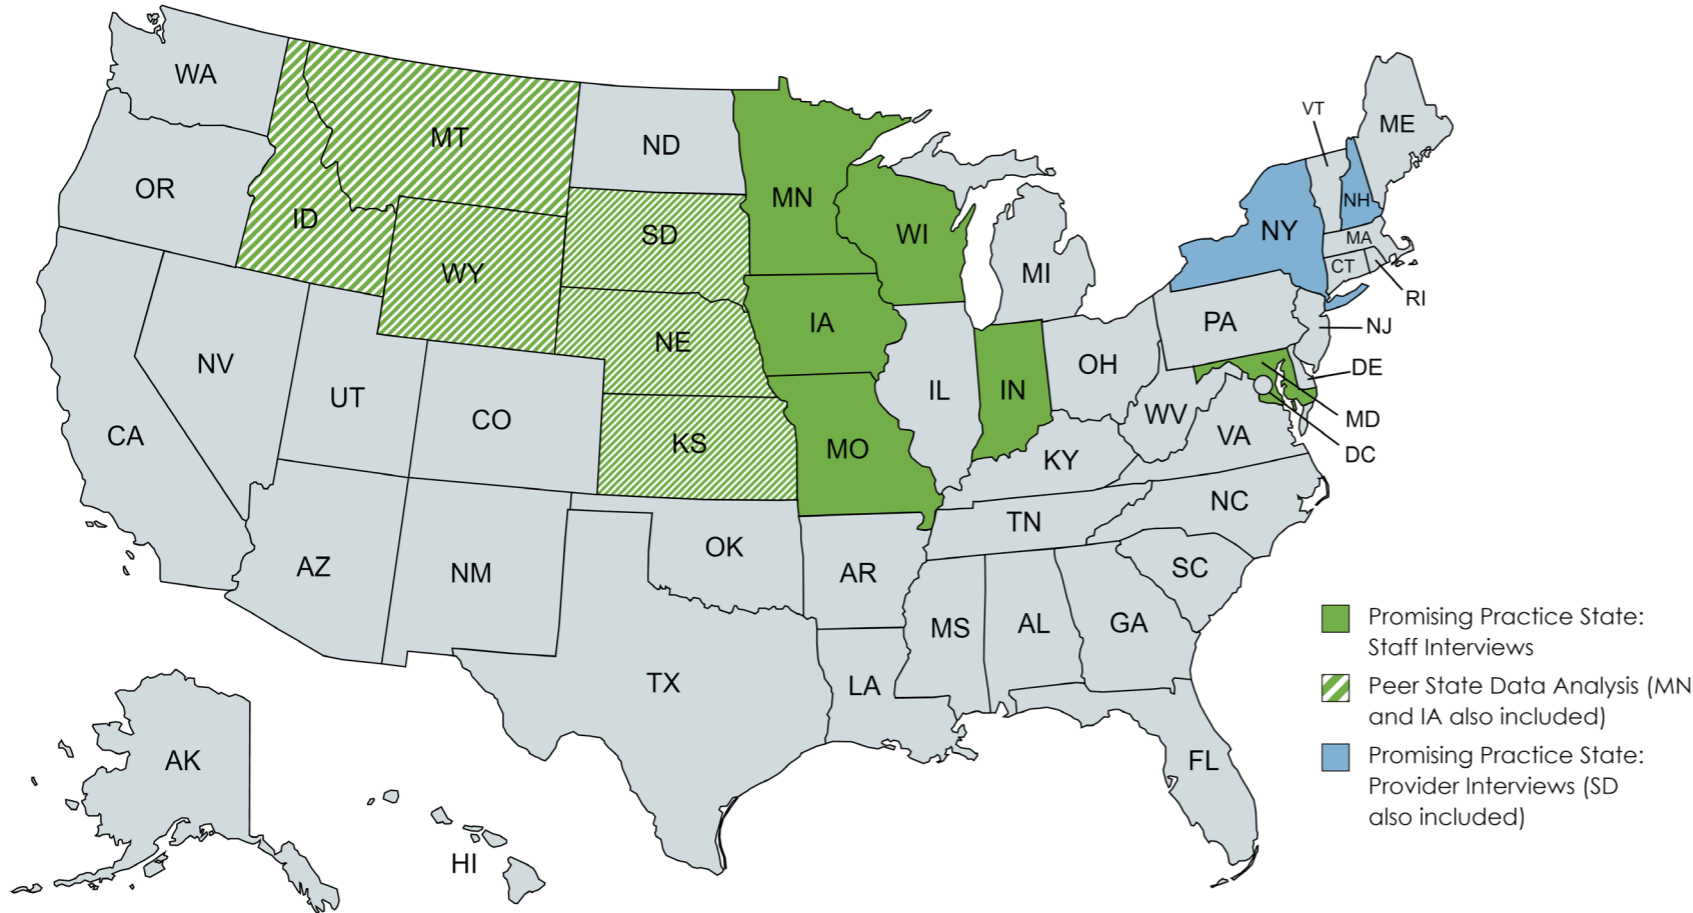 WA
MT
ND
MN
VT
ME
OR
ID
SD
WI
NY
NH
MA
WY
MI
CT
RI
NE
IA
PA
NJ
NV
UT
CO
IL
IN
OH
DE
CA
KS
MO
WV
MD
VA
DC
KY
AZ
NM
OK
AR
TN
NC
SC
MS
AL
GA
TX
LA
FL
AK
HI
Promising Practice State:
Staff Interviews
Peer State Data Analysis (MN
and IA also included)
Promising Practice State:
Provider Interviews (SD
also included)